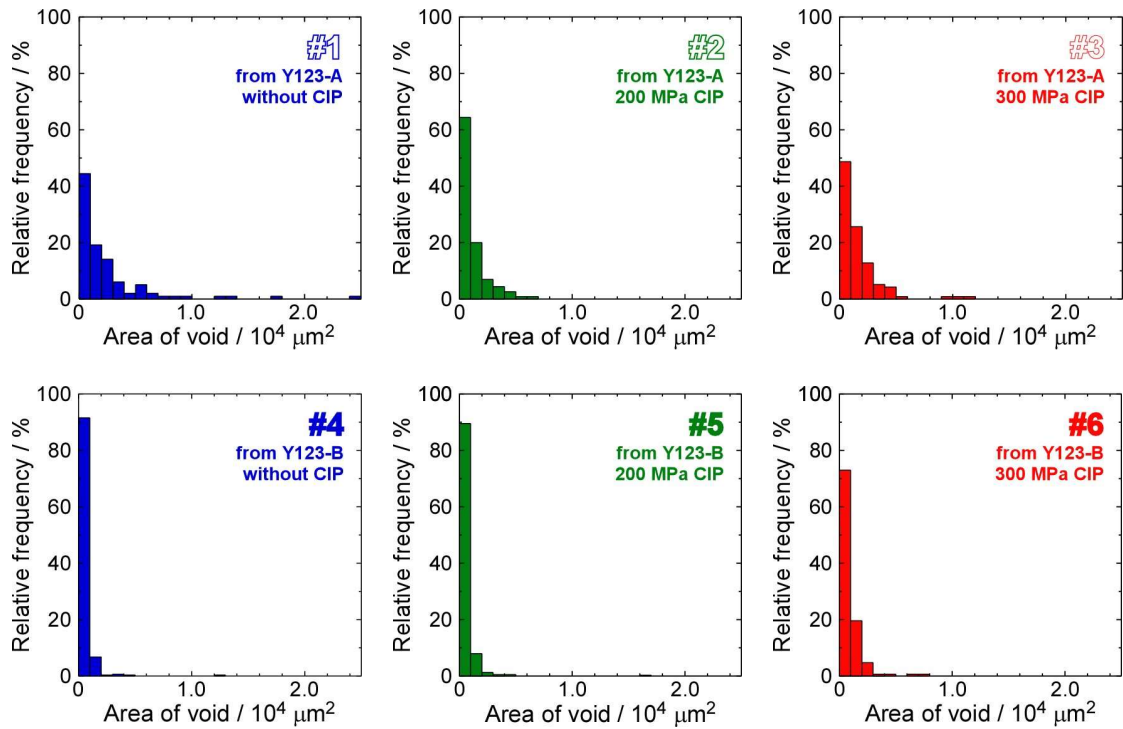 #1
from Y123-A
without CIP
Relative frequency / %
100
80
60
40
20
0
0
1.0
2.0
Area of void / 10⁴ μm²
#2
from Y123-A
200 MPa CIP
Relative frequency / %
100
80
60
40
20
0
0
1.0
2.0
Area of void / 10⁴ μm²
#3
from Y123-A
300 MPa CIP
Relative frequency / %
100
80
60
40
20
0
0
1.0
2.0
Area of void / 10⁴ μm²
#4
from Y123-B
without CIP
Relative frequency / %
100
80
60
40
20
0
0
1.0
2.0
Area of void / 10⁴ μm²
#5
from Y123-B
200 MPa CIP
Relative frequency / %
100
80
60
40
20
0
0
1.0
2.0
Area of void / 10⁴ μm²
#6
from Y123-B
300 MPa CIP
Relative frequency / %
100
80
60
40
20
0
0
1.0
2.0
Area of void / 10⁴ μm²